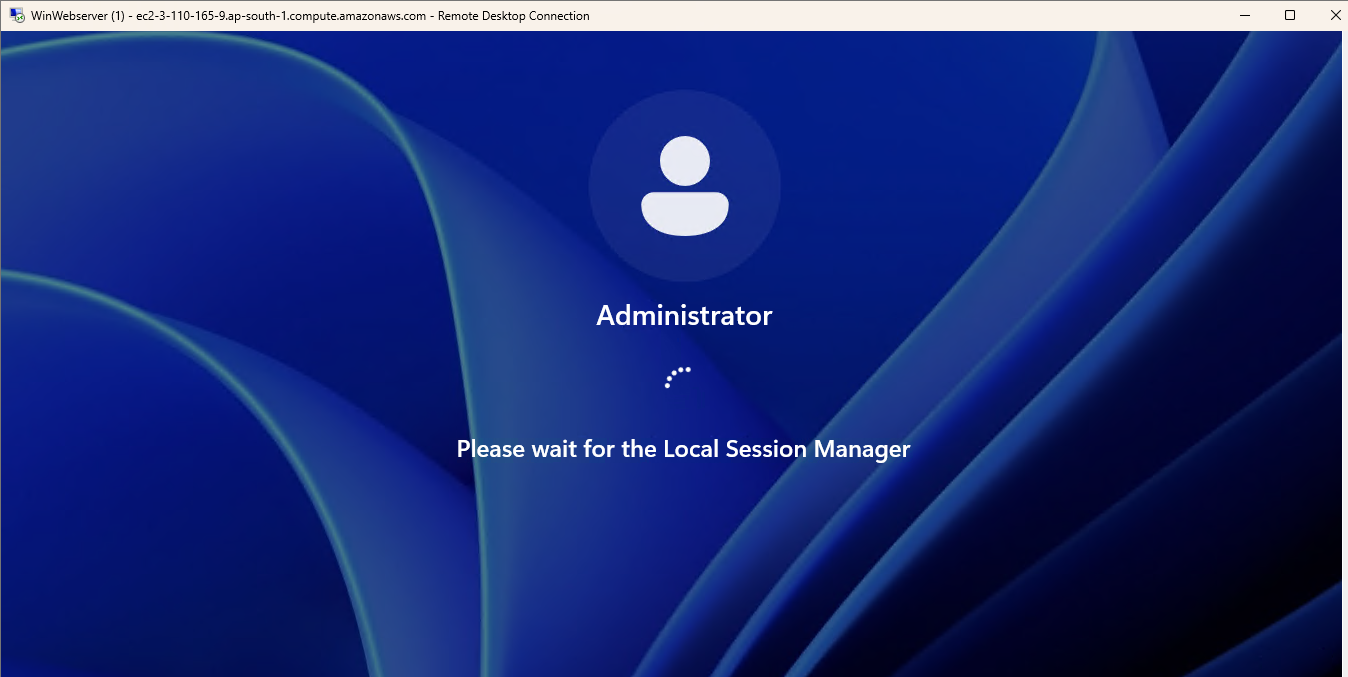 WinWebserver (1) - ec2-3-110-165-9.ap-south-1.compute.amazonaws.com - Remote Desktop Connection
Administrator
Please wait for the Local Session Manager